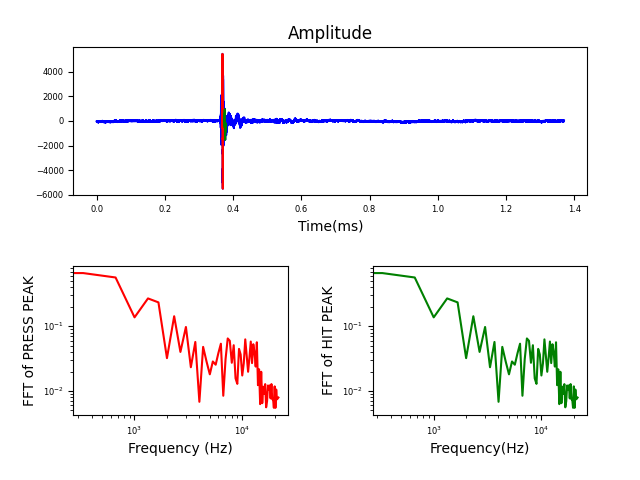 Amplitude
4000
2000
0
−2000
−4000
−6000
0.0 0.2 0.4 0.6 0.8 1.0 1.2 1.4
Time(ms)
FFT of PRESS PEAK
10⁻¹
10⁻²
10³ 10⁴
Frequency (Hz)
FFT of HIT PEAK
10⁻¹
10⁻²
10³ 10⁴
Frequency(Hz)